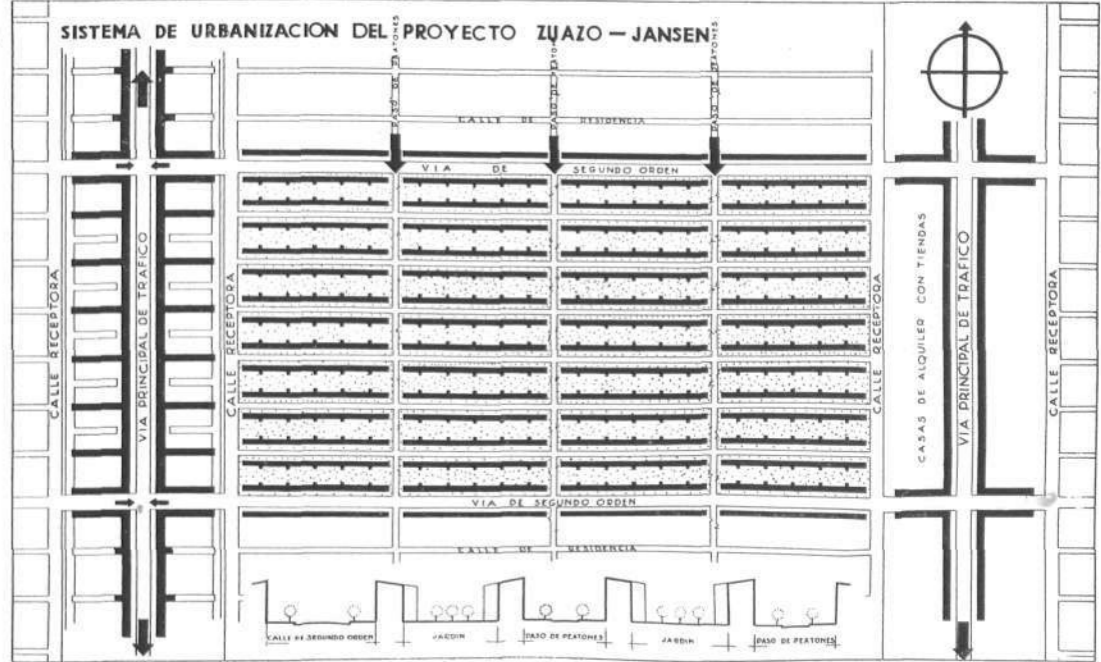 SISTEMA DE URBANIZACION DEL PROYECTO ZUAZO — JANSEN
PASO DE PEATONES
PASO DE PEATONES
PASO DE PEATONES
CALLE DE RESIDENCIA
VIA DE SEGUNDO ORDEN
CALLE RECEPTORA
VIA PRINCIPAL DE TRAFICO
CALLE RECEPTORA
CALLE RECEPTORA
CASAS DE ALQUILER CON TIENDAS
VIA PRINCIPAL DE TRAFICO
CALLE RECEPTORA
VIA DE SEGUNDO ORDEN
CALLE DE RESIDENCIA
CALLE DE SEGUNDO ORDEN
JARDIN
PASO DE PEATONES
JARDIN
PASO DE PEATONES